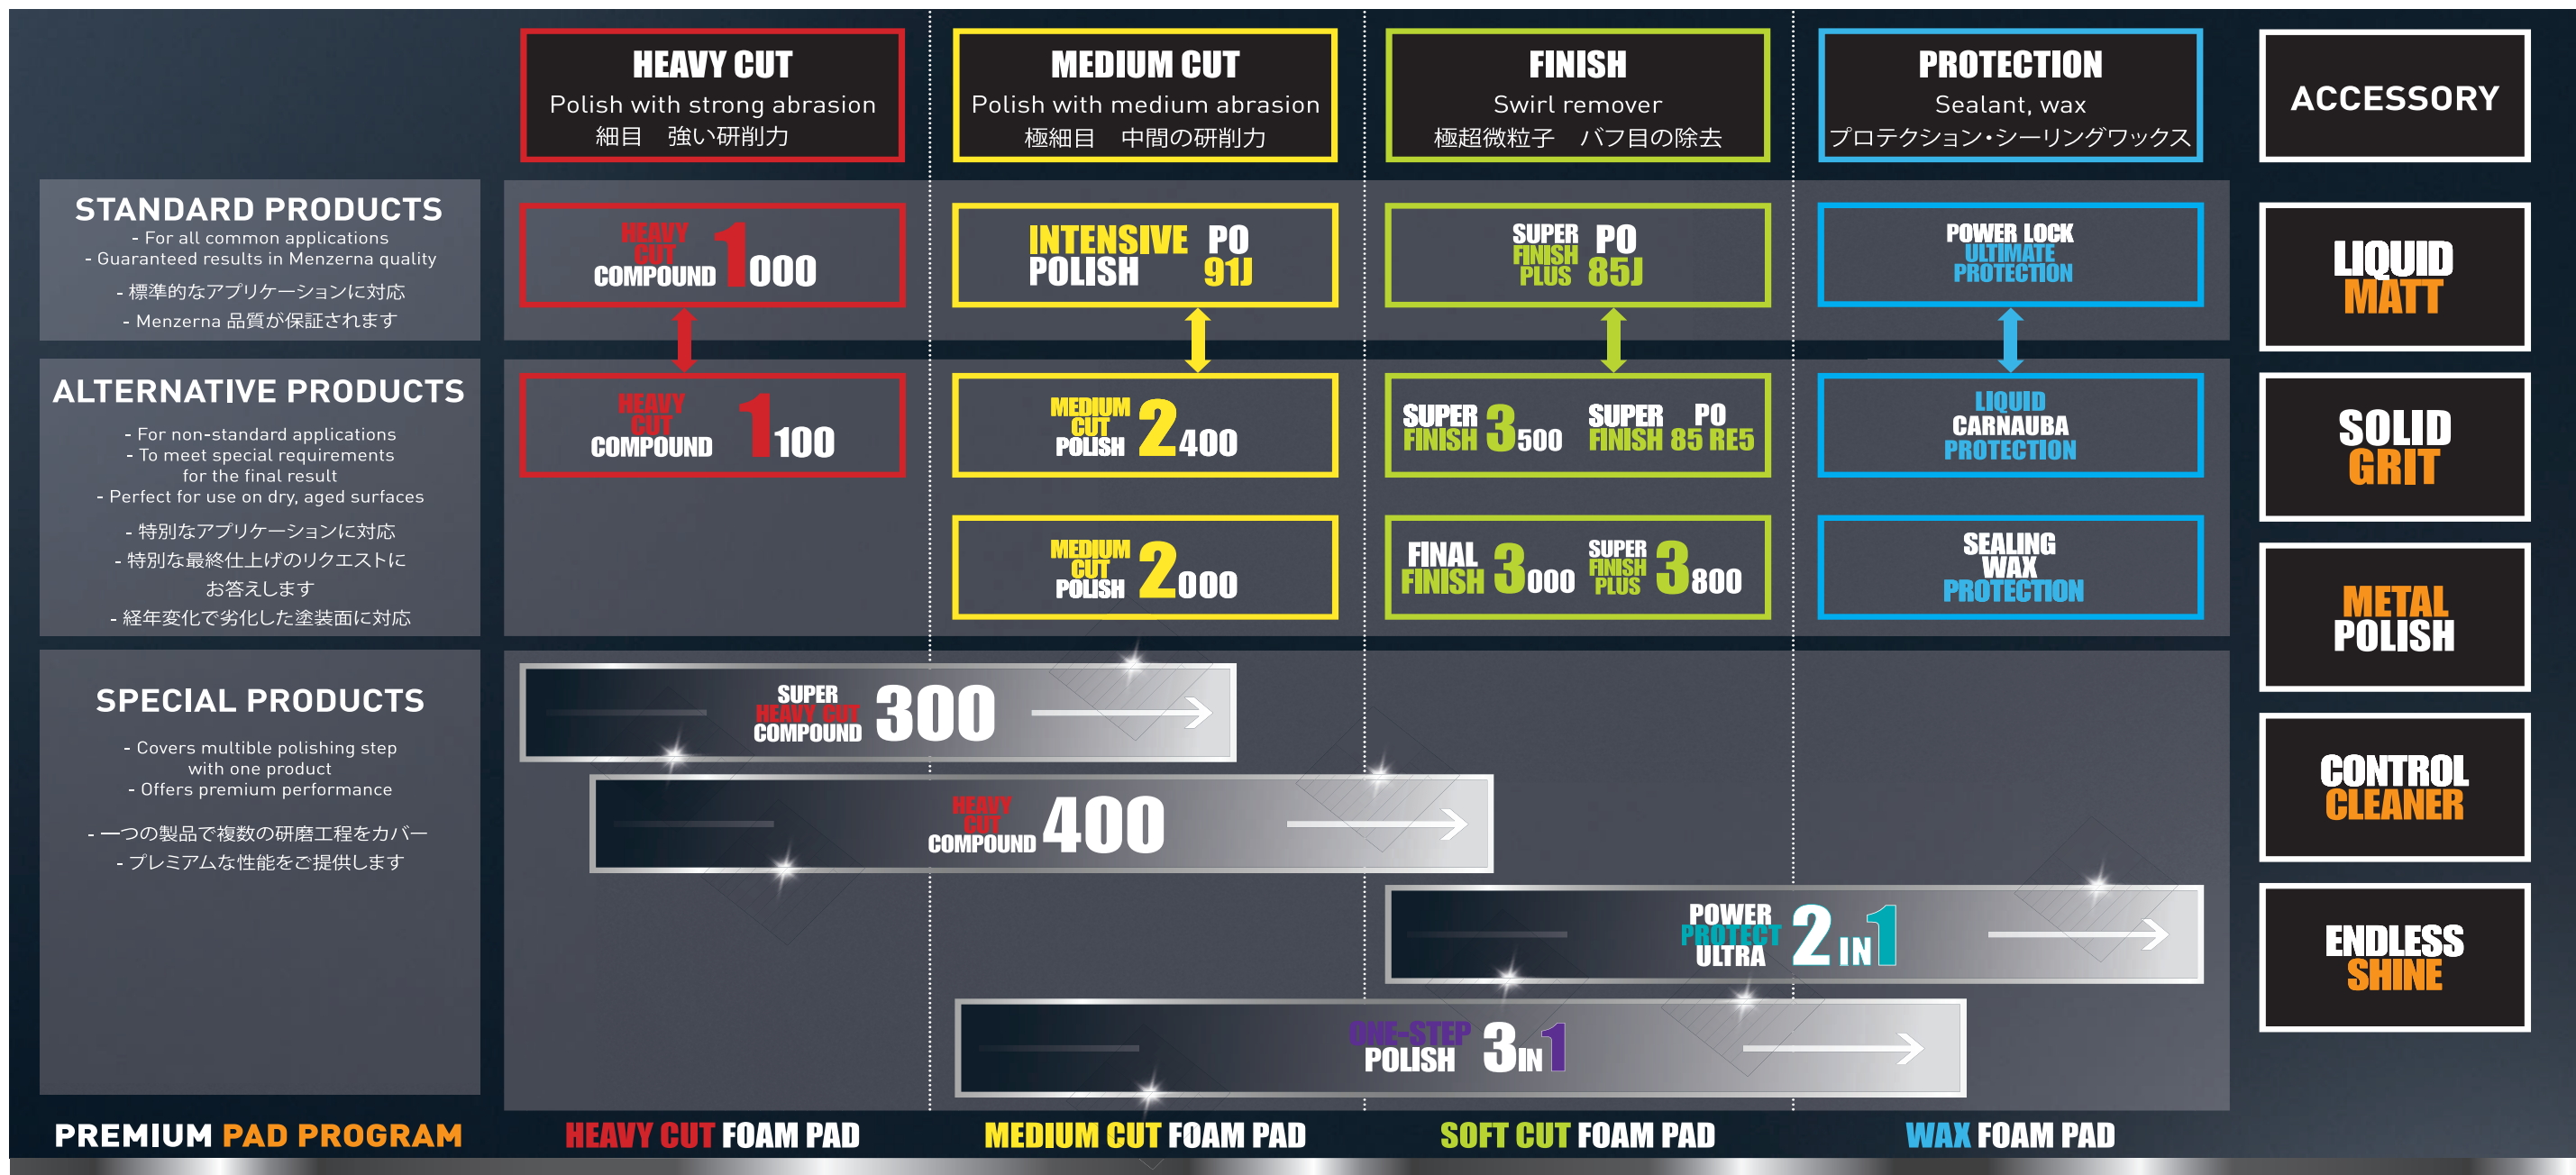 HEAVY CUT
Polish with strong abrasion
細目　強い研削力
MEDIUM CUT
Polish with medium abrasion
極細目　中間の研削力
FINISH
Swirl remover
極超微粒子　バフ目の除去
PROTECTION
Sealant, wax
プロテクション・シーリングワックス
ACCESSORY
STANDARD PRODUCTS
- For all common applications
- Guaranteed results in Menzerna quality
- 標準的なアプリケーションに対応
- Menzerna 品質が保証されます
HEAVY
CUT
COMPOUND 1000
INTENSIVE PO
POLISH 91J
SUPER PO
FINISH
PLUS 85J
POWER LOCK
ULTIMATE
PROTECTION
LIQUID
MATT
ALTERNATIVE PRODUCTS
- For non-standard applications
- To meet special requirements
for the final result
- Perfect for use on dry, aged surfaces
- 特別なアプリケーションに対応
- 特別な最終仕上げのリクエストに
お答えします
- 経年変化で劣化した塗装面に対応
HEAVY
CUT
COMPOUND 1100
MEDIUM
CUT
POLISH 2400
SUPER
FINISH 3500
SUPER PO
FINISH 85 RE5
LIQUID
CARNAUBA
PROTECTION
SOLID
GRIT
MEDIUM
CUT
POLISH 2000
FINAL
FINISH 3000
SUPER
FINISH
PLUS 3800
SEALING
WAX
PROTECTION
METAL
POLISH
SPECIAL PRODUCTS
- Covers multible polishing step
with one product
- Offers premium performance
- 一つの製品で複数の研磨工程をカバー
- プレミアムな性能をご提供します
SUPER
HEAVY CUT
COMPOUND 300
HEAVY
CUT
COMPOUND 400
CONTROL
CLEANER
POWER
PROTECT
ULTRA 2 IN 1
ENDLESS
SHINE
ONE-STEP
POLISH 3 IN 1
PREMIUM PAD PROGRAM
HEAVY CUT FOAM PAD
MEDIUM CUT FOAM PAD
SOFT CUT FOAM PAD
WAX FOAM PAD